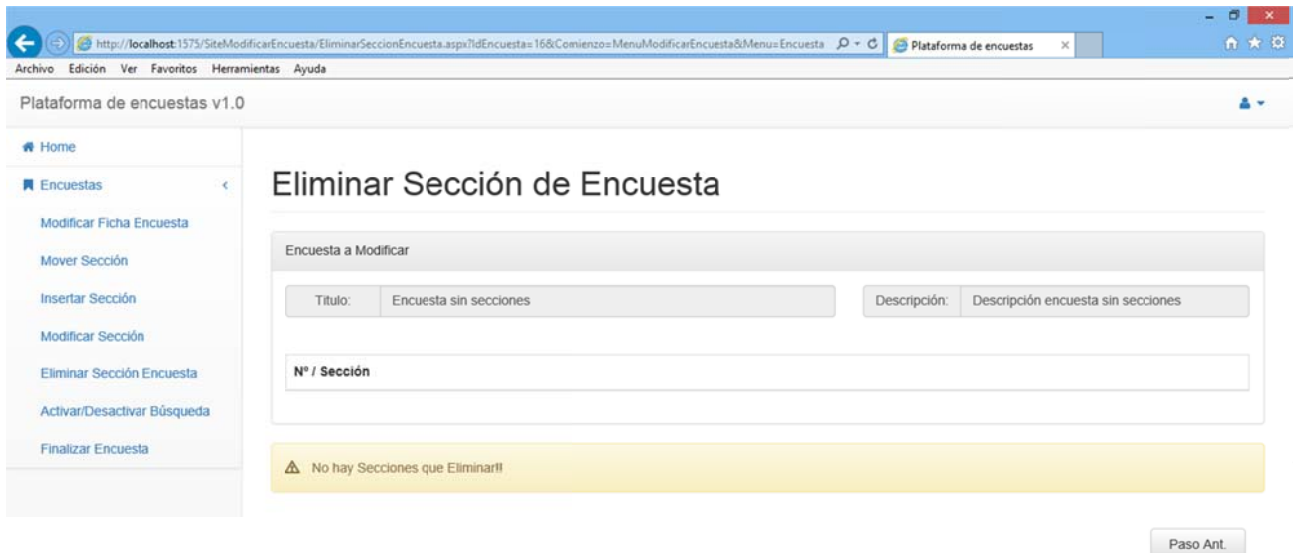 http://localhost:1575/SiteModificarEncuesta/EliminarSeccionEncuesta.aspx?IdEncuesta=16&Comienzo=MenuModificarEncuesta&Menu=Encuesta
Plataforma de encuestas
Archivo Edición Ver Favoritos Herramientas Ayuda
Plataforma de encuestas v1.0
Home
Encuestas
Modificar Ficha Encuesta
Mover Sección
Insertar Sección
Modificar Sección
Eliminar Sección Encuesta
Activar/Desactivar Búsqueda
Finalizar Encuesta
Eliminar Sección de Encuesta
Encuesta a Modificar
Titulo: Encuesta sin secciones
Descripción: Descripción encuesta sin secciones
Nº / Sección
No hay Secciones que Eliminar!!
Paso Ant.